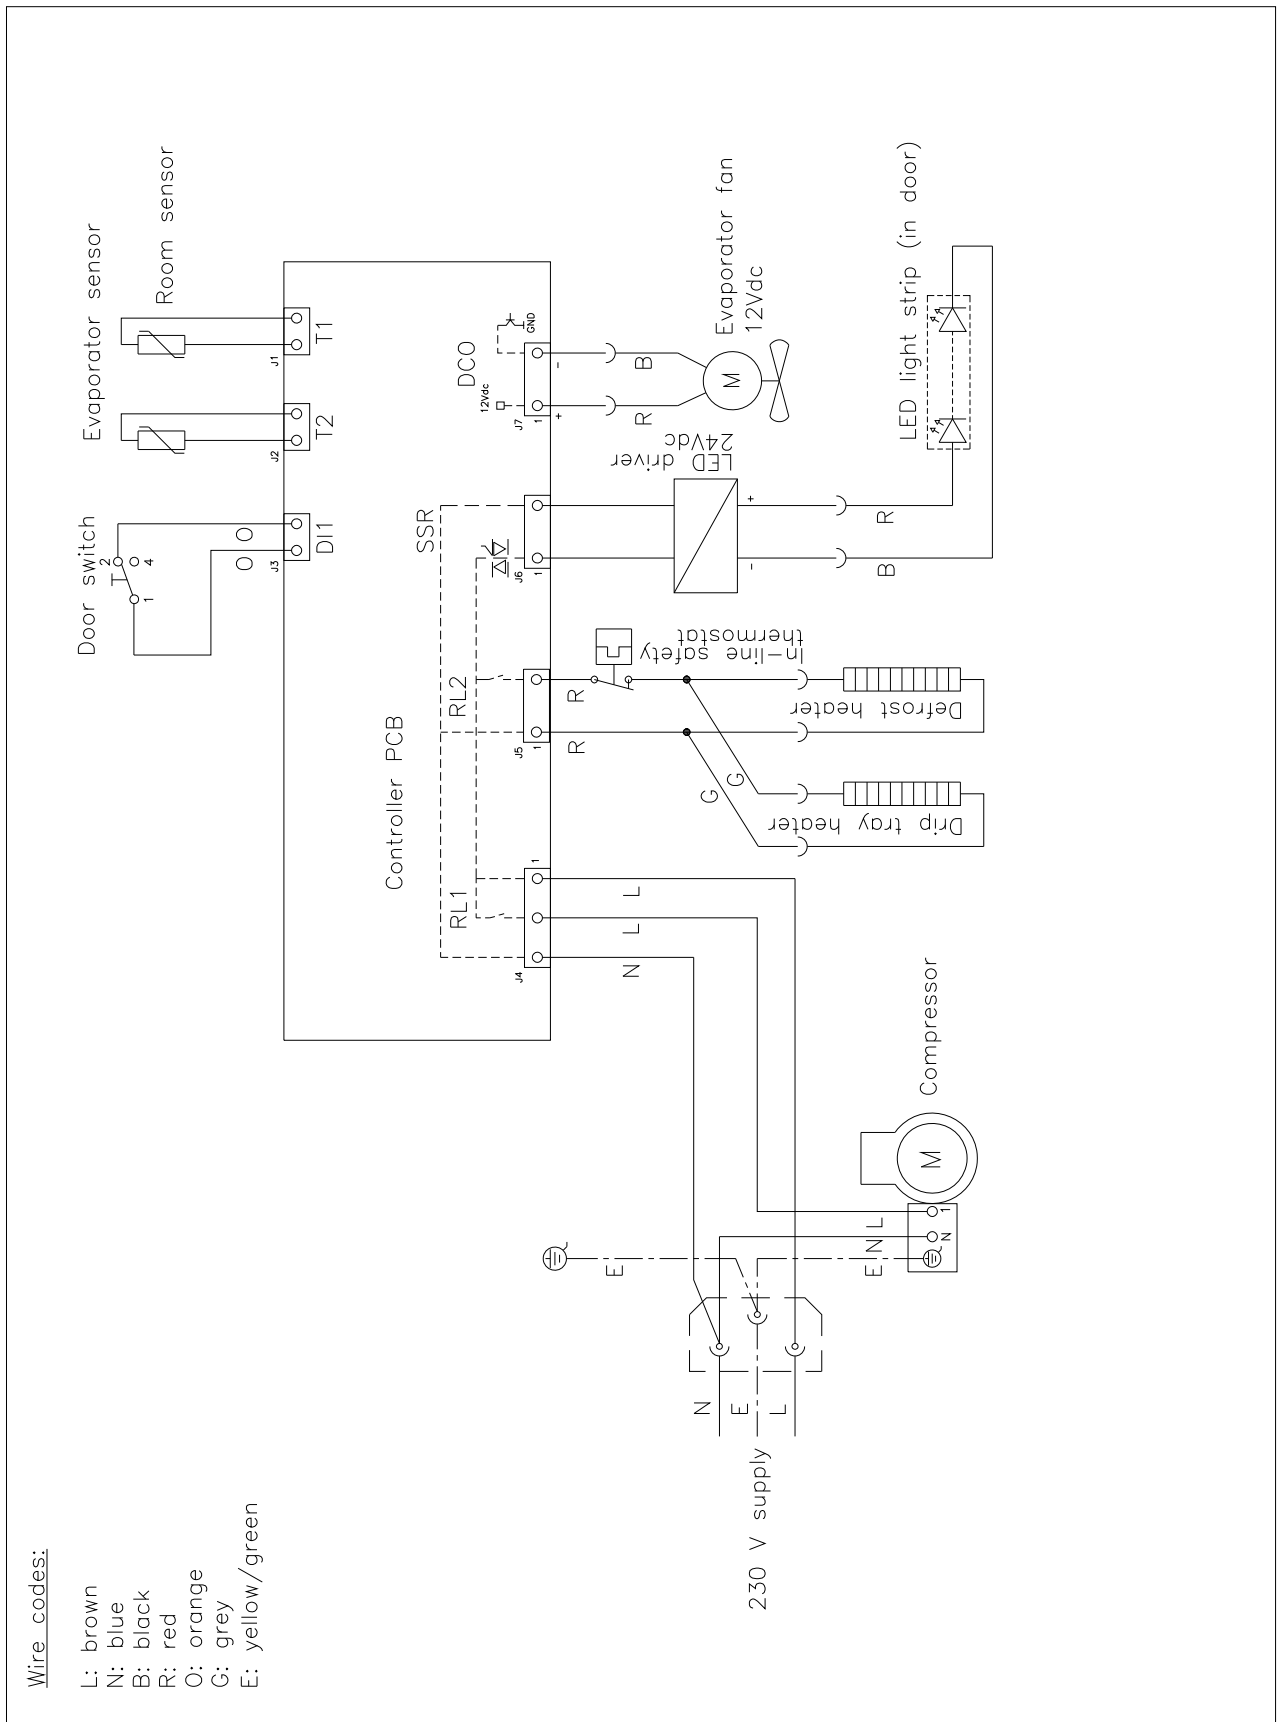 Wire codes:
L: brown
N: blue
B: black
R: red
O: orange
G: grey
E: yellow/green
Door switch
1
2
4
O
O
Evaporator sensor
Room sensor
J3
DI1
J2
T2
J1
T1
Controller PCB
RL1
RL2
SSR
DCO
12Vdc
GND
J4
1
J5
1
J6
1
J7
1
+
-
N
L
L
R
R
R
B
In-line safety
thermostat
LED driver
24Vdc
Evaporator fan
12Vdc
M
G
G
Drip tray heater
Defrost heater
-
+
B
R
LED light strip (in door)
E
230 V supply
N
E
L
E
N
L
N
1
M
Compressor